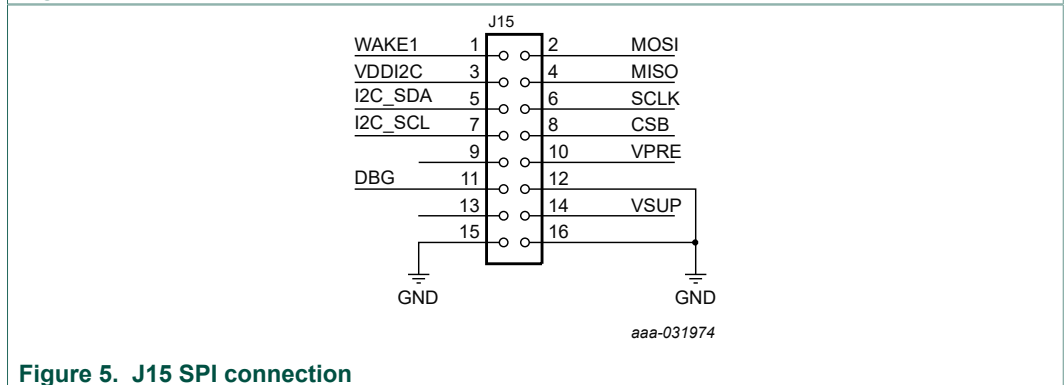 J15
WAKE1 1 2 MOSI
VDDI2C 3 4 MISO
I2C_SDA 5 6 SCLK
I2C_SCL 7 8 CSB
9 10 VPRE
DBG 11 12
13 14 VSUP
15 16
GND GND
aaa-031974
Figure 5. J15 SPI connection